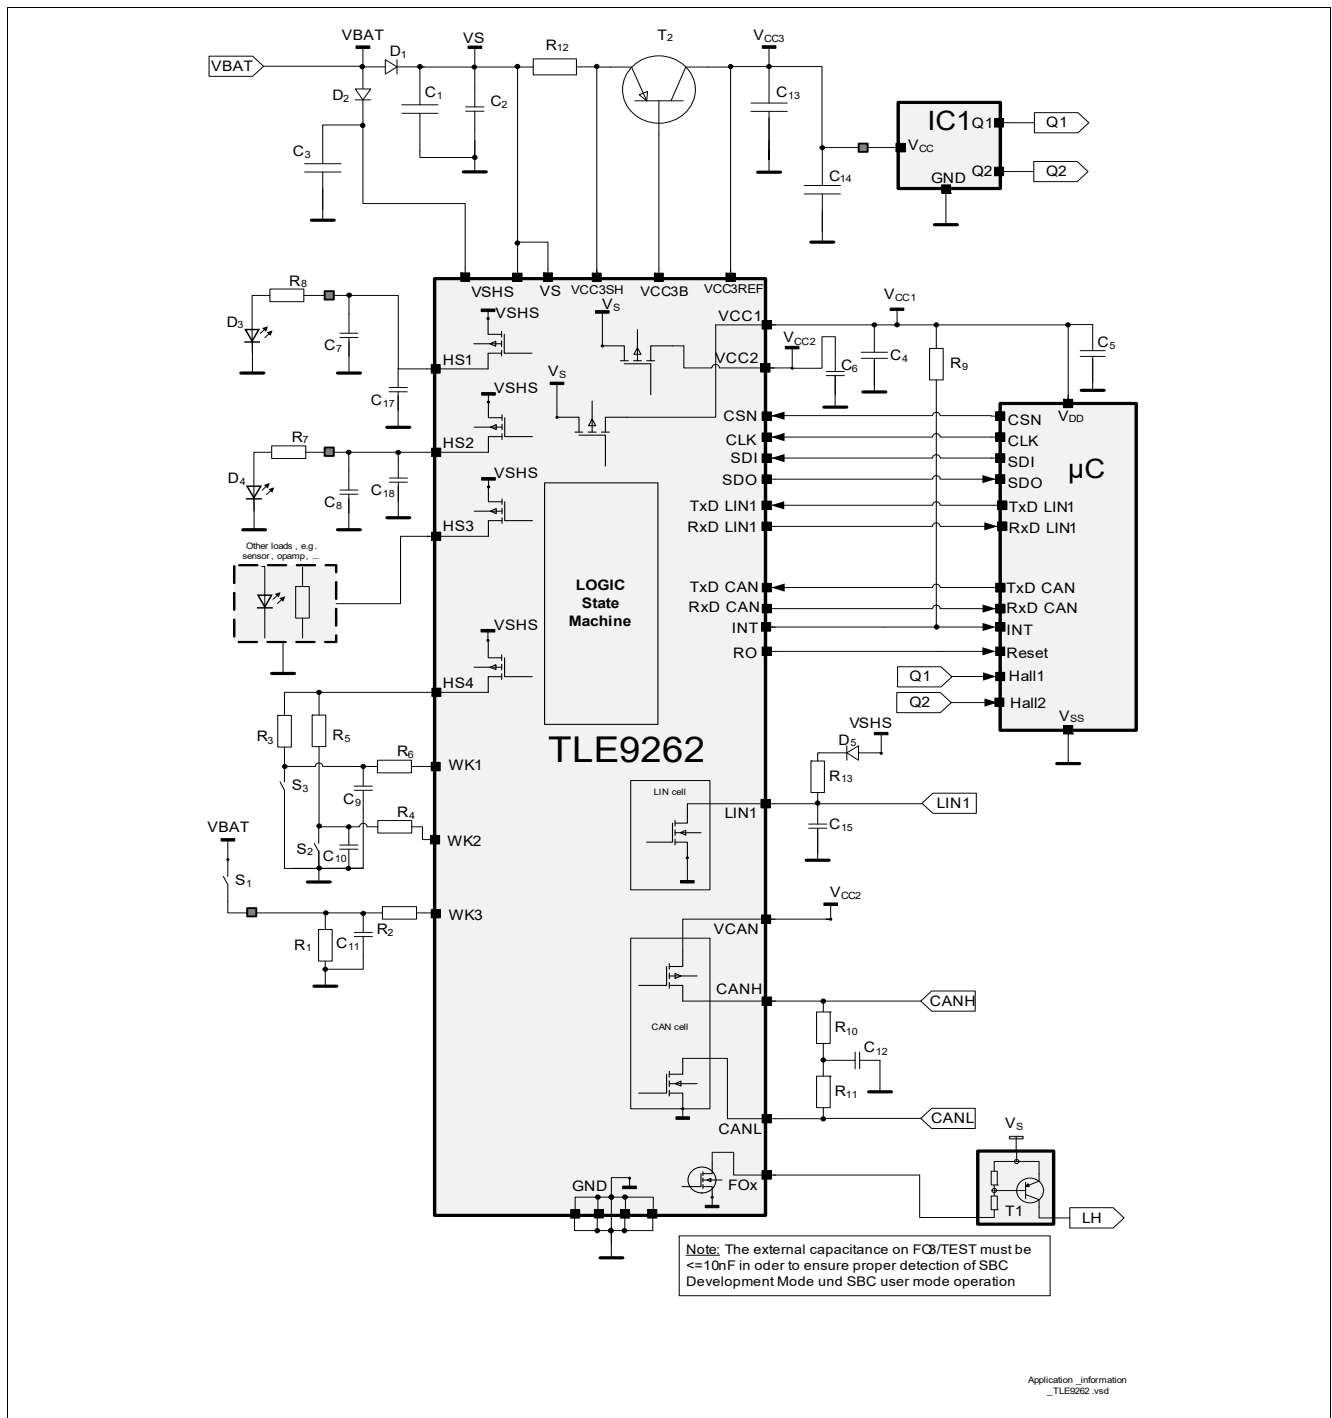 VBAT
VS
T2
VCC3
VBAT
D1
R12
D2
C1
C2
C13
C3
C14
IC1
Q1
Q1
VCC
Q2
Q2
GND
VSHS
VS
VCC3SH
VCC3B
VCC3REF
R8
D3
C7
C17
HS1
VSHS
VS
VCC1
VCC1
VCC2
VCC2
C6
C4
R9
C5
VS
VSHS
R7
HS2
D4
C8
C18
VSHS
HS3
Other loads , e.g.
sensor , opamp, ...
CSN
CLK
SDI
SDO
TxD LIN1
RxD LIN1
TxD CAN
RxD CAN
INT
RO
VDD
CSN
CLK
SDI
SDO
µC
TxD LIN1
RxD LIN1
TxD CAN
RxD CAN
INT
Reset
Q1
Hall1
Q2
Hall2
VSS
LOGIC
State
Machine
VSHS
HS4
TLE9262
R3
R5
R6
WK1
S3
C9
R4
VBAT
S2
C10
WK2
S1
WK3
R1
C11
R2
VSHS
D5
R13
LIN cell
LIN1
LIN1
C15
VCC2
VCAN
CANH
CANH
R10
CAN cell
C12
R11
CANL
CANL
VS
GND
FOx
T1
LH
Note: The external capacitance on FO3/TEST must be
<=10nF in oder to ensure proper detection of SBC
Development Mode und SBC user mode operation
Application _information
_TLE9262 .vsd